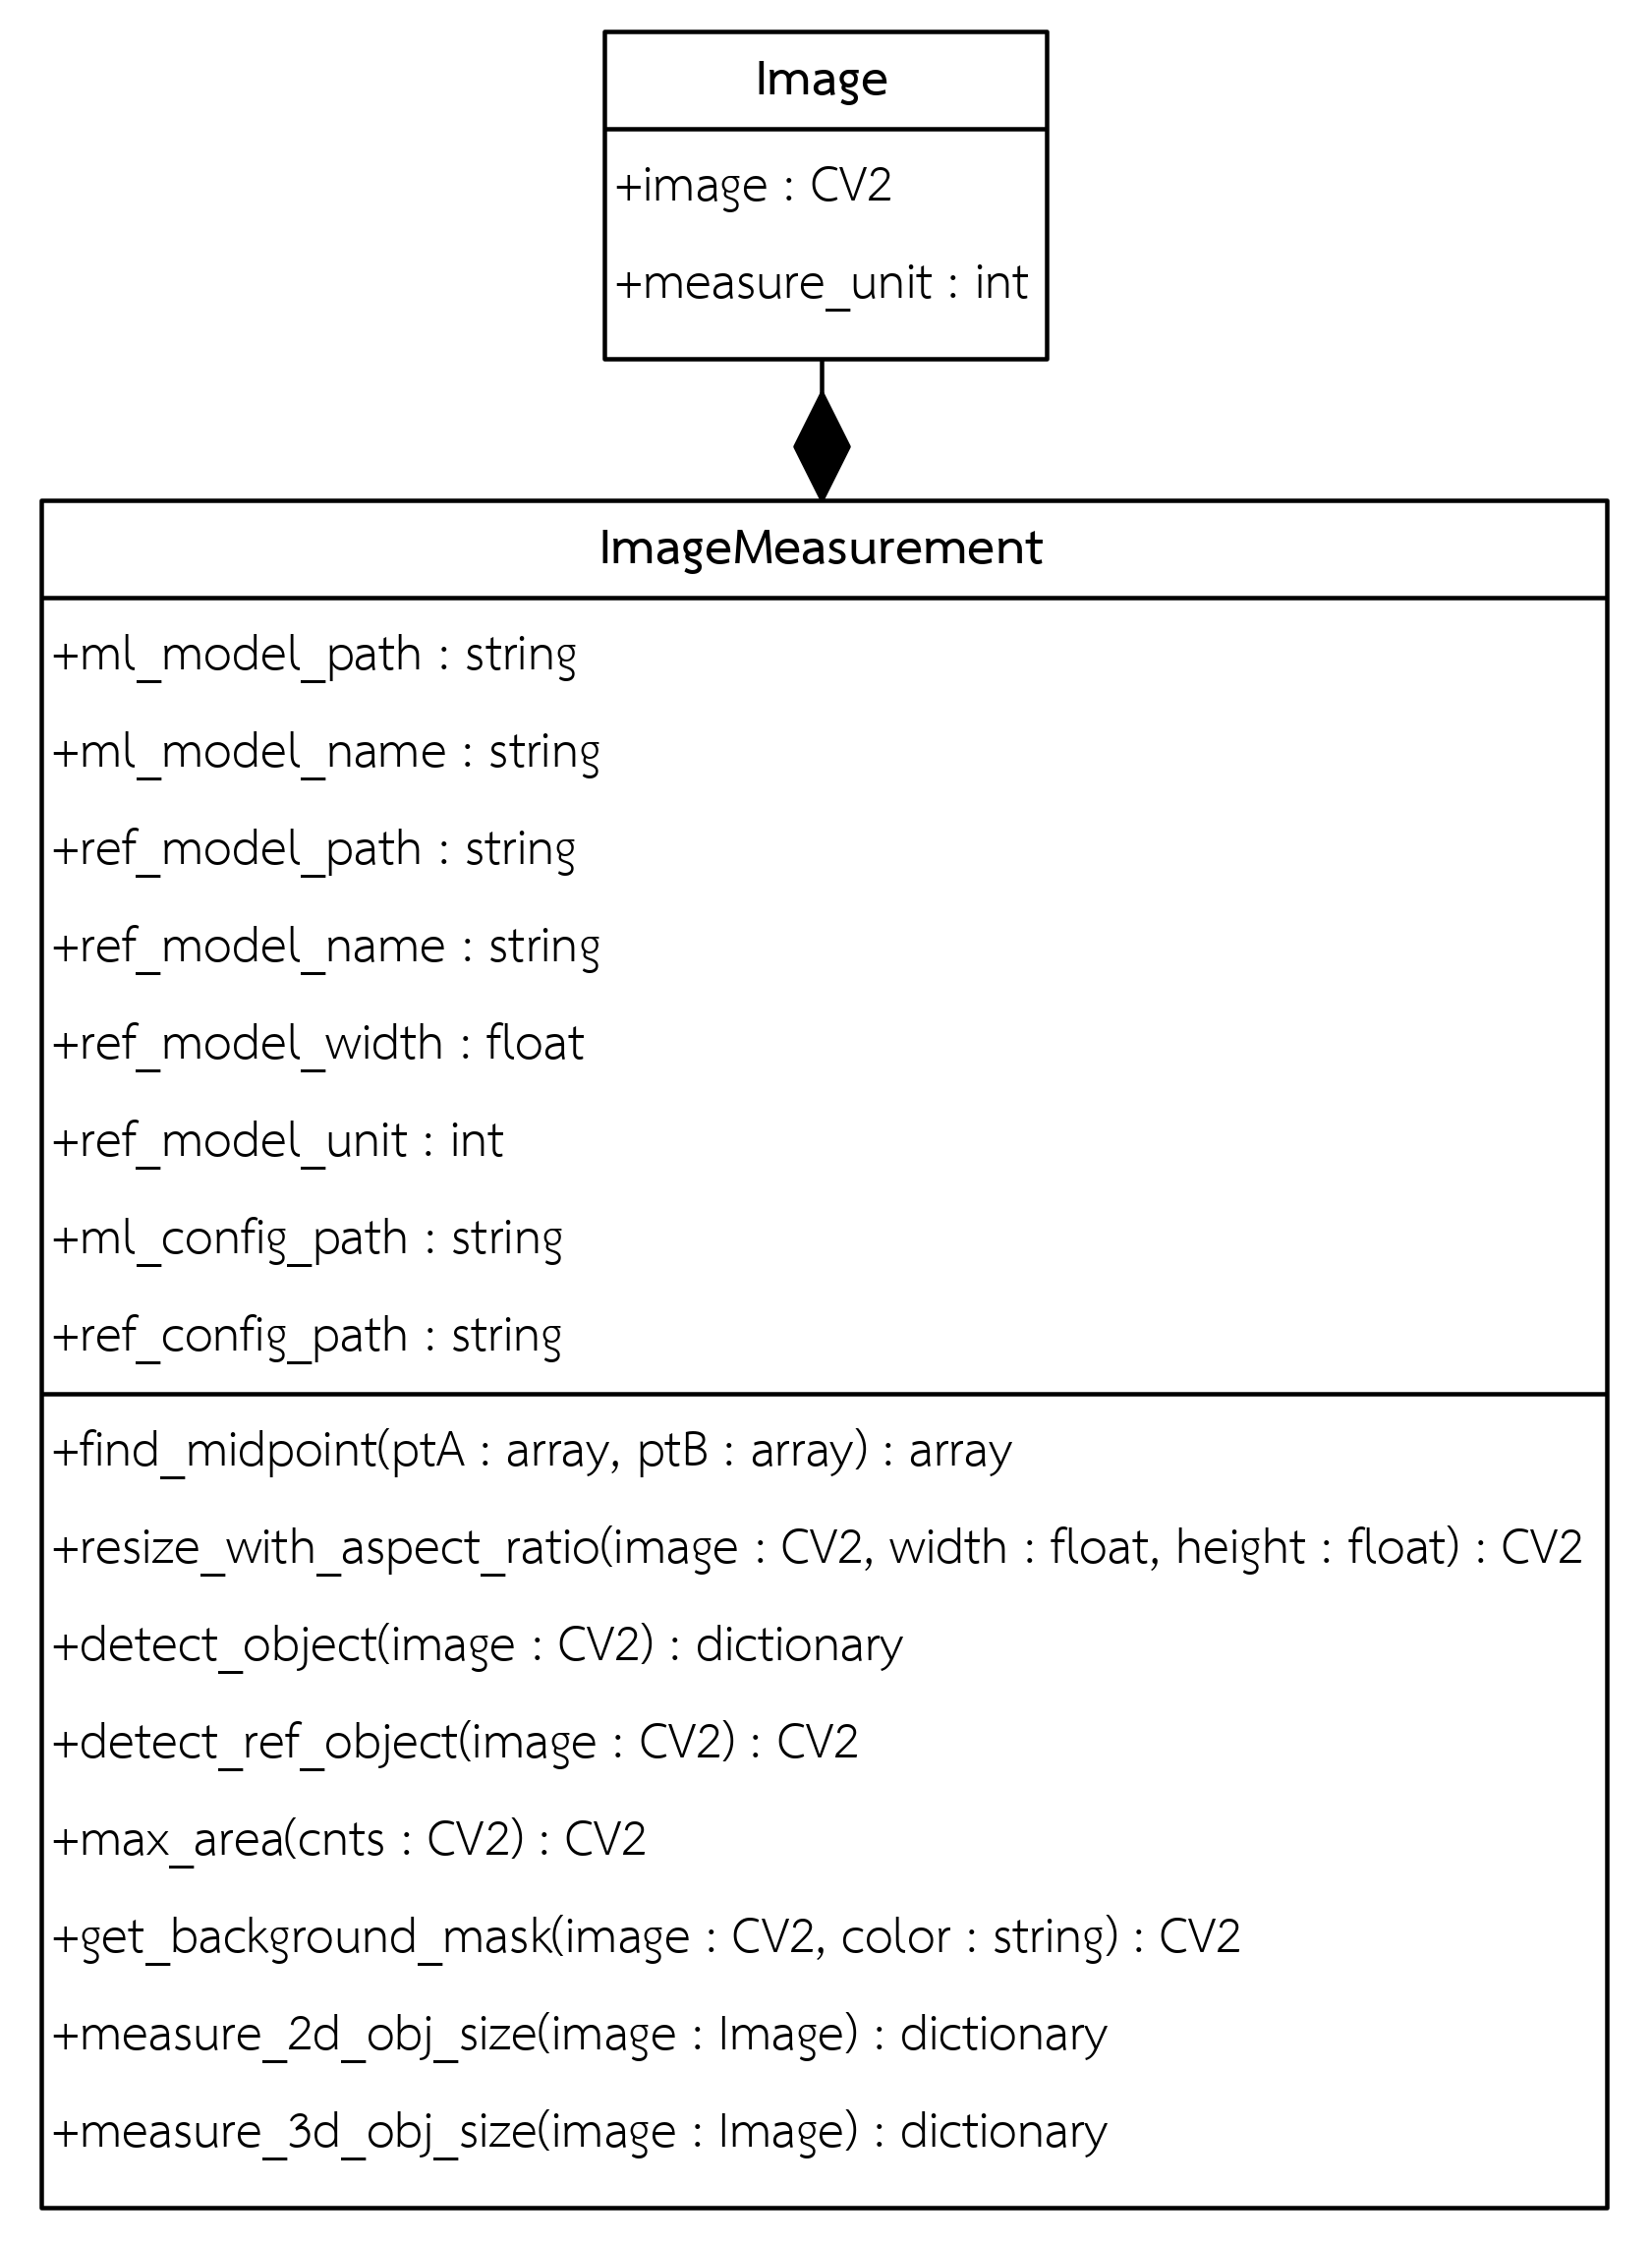 Image
+image : CV2
+measure_unit : int
ImageMeasurement
+ml_model_path : string
+ml_model_name : string
+ref_model_path : string
+ref_model_name : string
+ref_model_width : float
+ref_model_unit : int
+ml_config_path : string
+ref_config_path : string
+find_midpoint(ptA : array, ptB : array) : array
+resize_with_aspect_ratio(image : CV2, width : float, height : float) : CV2
+detect_object(image : CV2) : dictionary
+detect_ref_object(image : CV2) : CV2
+max_area(cnts : CV2) : CV2
+get_background_mask(image : CV2, color : string) : CV2
+measure_2d_obj_size(image : Image) : dictionary
+measure_3d_obj_size(image : Image) : dictionary